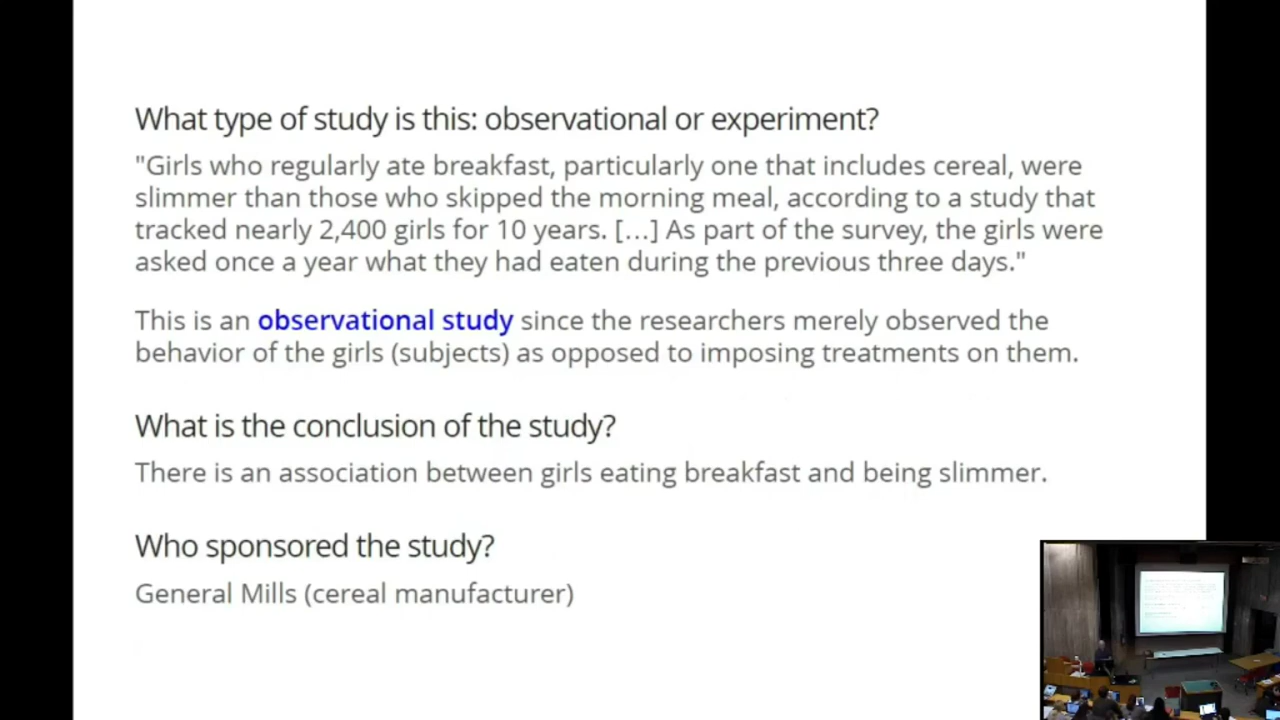 What type of study is this: observational or experiment?
"Girls who regularly ate breakfast, particularly one that includes cereal, were
slimmer than those who skipped the morning meal, according to a study that
tracked nearly 2,400 girls for 10 years. [...] As part of the survey, the girls were
asked once a year what they had eaten during the previous three days."
This is an observational study since the researchers merely observed the
behavior of the girls (subjects) as opposed to imposing treatments on them.
What is the conclusion of the study?
There is an association between girls eating breakfast and being slimmer.
Who sponsored the study?
General Mills (cereal manufacturer)